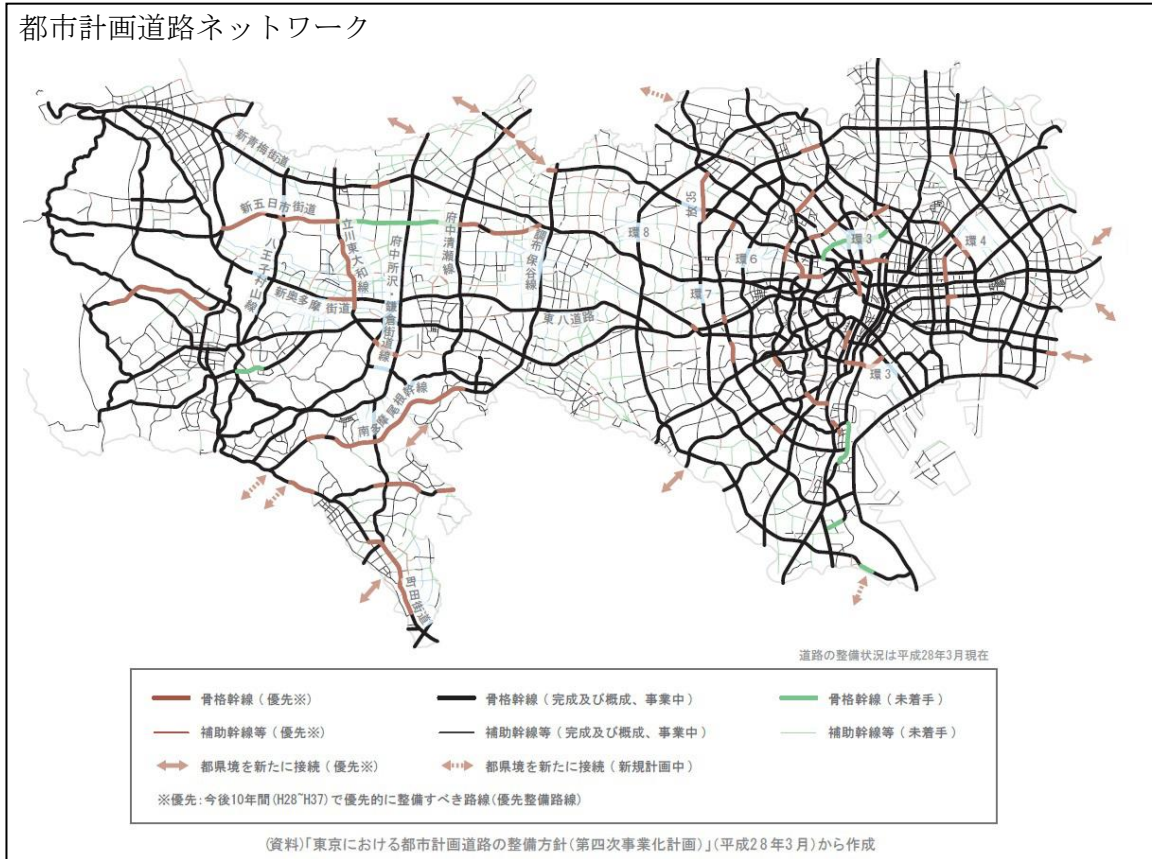 都市計画道路ネットワーク
新青梅街道
新五日市街道
立川東大和線
府中所沢・鎌倉街道線
府中清瀬線
調布保谷線
八王子村山線
新奥多摩街道
東八道路
南多摩尾根幹線
町田街道
放35
環8
環6
環7
環3
環4
環3
道路の整備状況は平成28年3月現在
骨格幹線(優先※)
骨格幹線(完成及び概成、事業中)
骨格幹線(未着手)
補助幹線等(優先※)
補助幹線等(完成及び概成、事業中)
補助幹線等(未着手)
都県境を新たに接続(優先※)
都県境を新たに接続(新規計画中)
※優先:今後10年間(H28~H37)で優先的に整備すべき路線(優先整備路線)
(資料)「東京における都市計画道路の整備方針(第四次事業化計画)」(平成28年3月)から作成